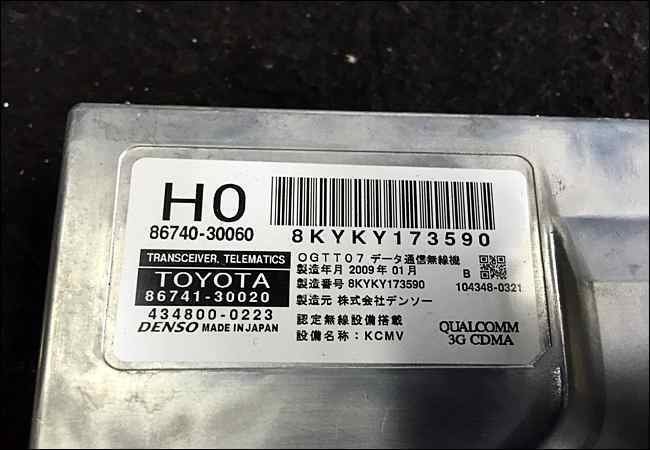 H0
86740-30060
8KYKY173590
TRANSCEIVER, TELEMATICS
TOYOTA
86741-30020
434800-0223
DENSO MADE IN JAPAN
OGTT07 データ通信無線機
製造年月 2009年 01月 B
製造番号 8KYKY173590 104348-0321
製造元 株式会社デンソー
認定無線設備搭載
設備名称:KCMV
QUALCOMM
3G CDMA